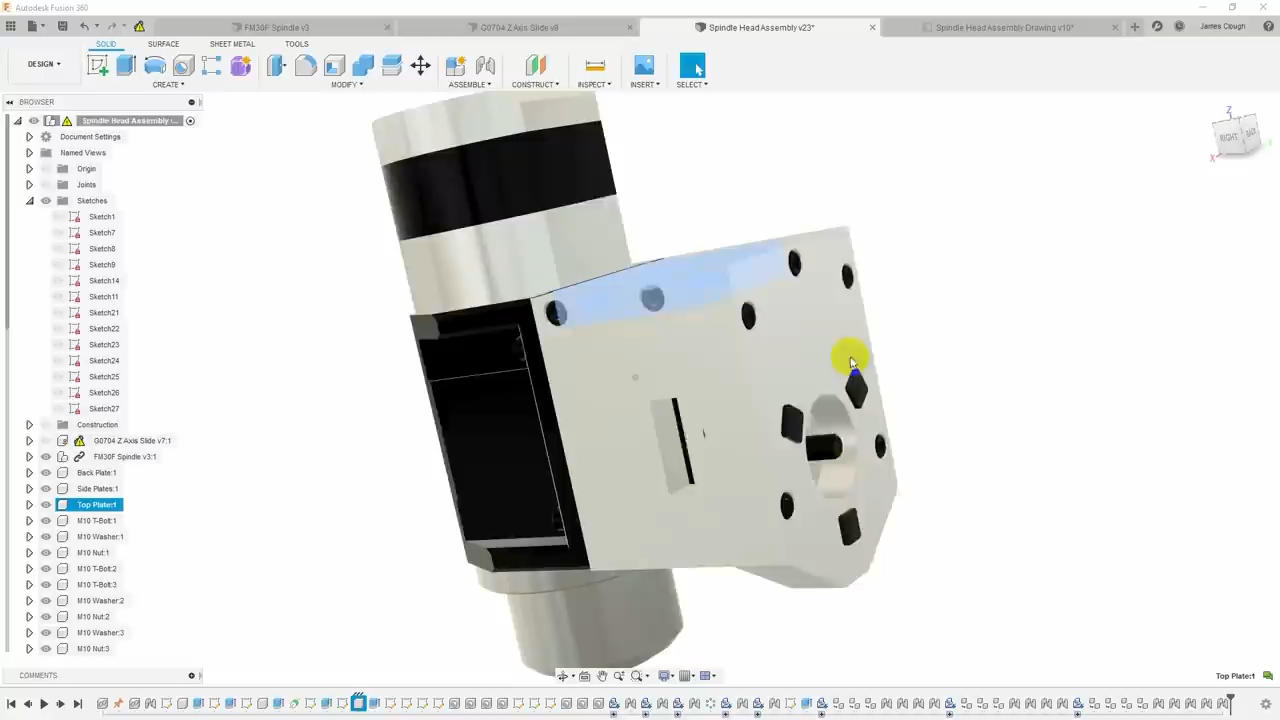 Autodesk Fusion 360
FM30F Spindle v3
G0704 Z Axis Slide v8
Spindle Head Assembly v23*
Spindle Head Assembly Drawing v10*
James Clough
SOLID
SURFACE
SHEET METAL
TOOLS
DESIGN
CREATE
MODIFY
ASSEMBLE
CONSTRUCT
INSPECT
INSERT
SELECT
BROWSER
Spindle Head Assembly v...
Document Settings
Named Views
Origin
Joints
Sketches
Sketch1
Sketch7
Sketch8
Sketch9
Sketch14
Sketch11
Sketch21
Sketch22
Sketch23
Sketch24
Sketch25
Sketch26
Sketch27
Construction
G0704 Z Axis Slide v7:1
FM30F Spindle v3:1
Back Plate:1
Side Plates:1
Top Plate:1
M10 T-Bolt:1
M10 Washer:1
M10 Nut:1
M10 T-Bolt:2
M10 T-Bolt:3
M10 Washer:2
M10 Nut:2
M10 Washer:3
M10 Nut:3
Z
RIGHT
BACK
X
COMMENTS
Top Plate:1